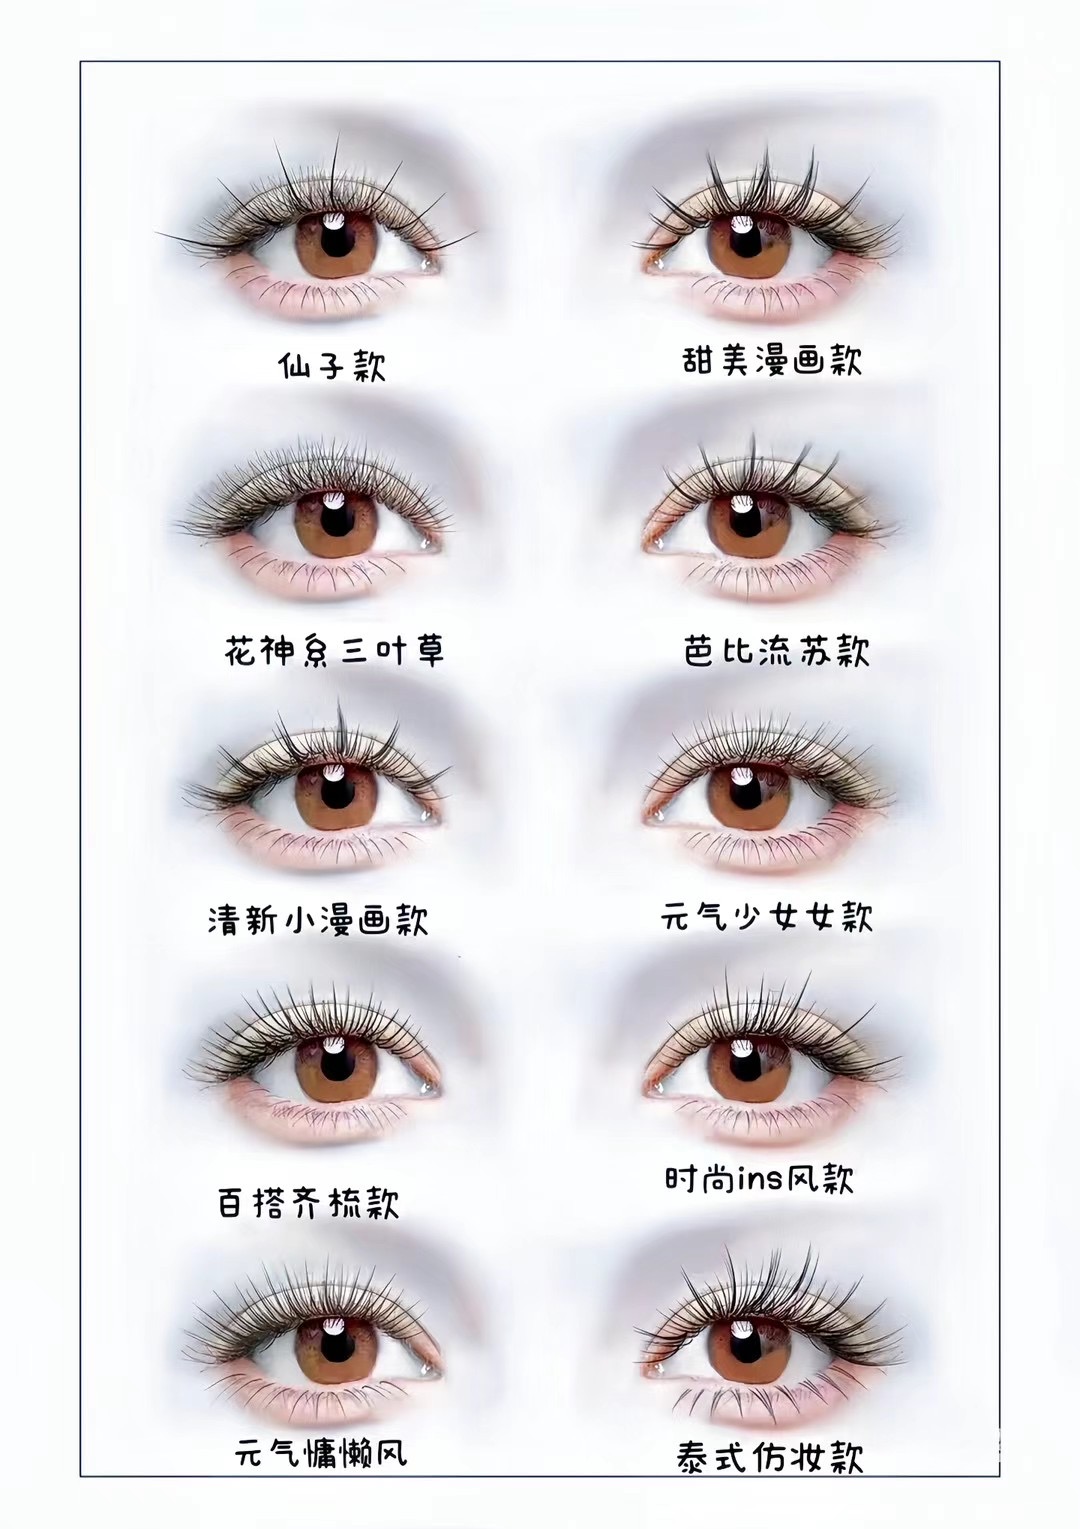 仙子款
甜美漫画款
花神系三叶草
芭比流苏款
清新小漫画款
元气少女女款
百搭齐梳款
时尚ins风款
元气慵懒风
泰式仿妆款